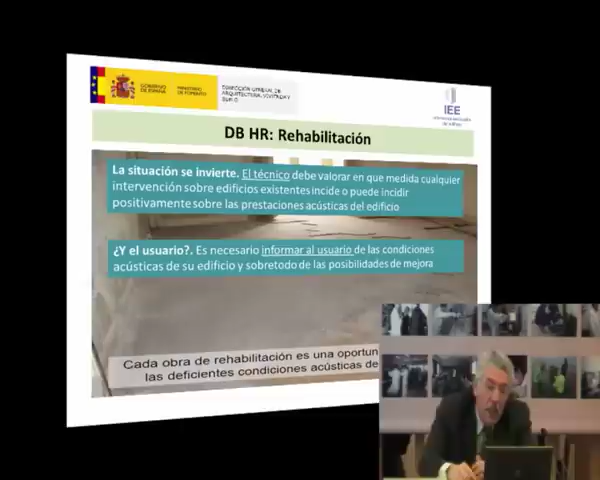 GOBIERNO
DE ESPAÑA
MINISTERIO
DE FOMENTO
DIRECCIÓN GENERAL DE
ARQUITECTURA, VIVIENDA Y
SUELO
IEE
DB HR: Rehabilitación
La situación se invierte. El técnico debe valorar en que medida cualquier
intervención sobre edificios existentes incide o puede incidir
positivamente sobre las prestaciones acústicas del edificio
¿Y el usuario?. Es necesario informar al usuario de las condiciones
acústicas de su edificio y sobretodo de las posibilidades de mejora
Cada obra de rehabilitación es una oportun
las deficientes condiciones acústicas de